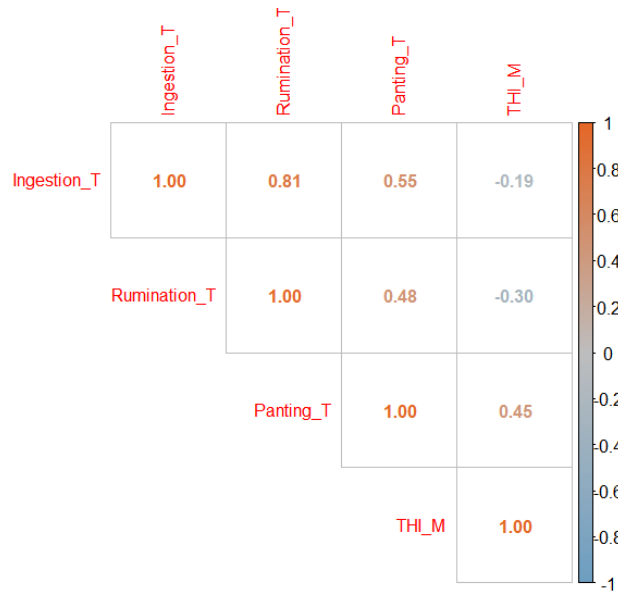 Ingestion_T
Rumination_T
Panting_T
THI_M
Ingestion_T 1.00 0.81 0.55 -0.19
Rumination_T 1.00 0.48 -0.30
Panting_T 1.00 0.45
THI_M 1.00
1
0.8
0.6
0.4
0.2
0
-0.2
-0.4
-0.6
-0.8
-1